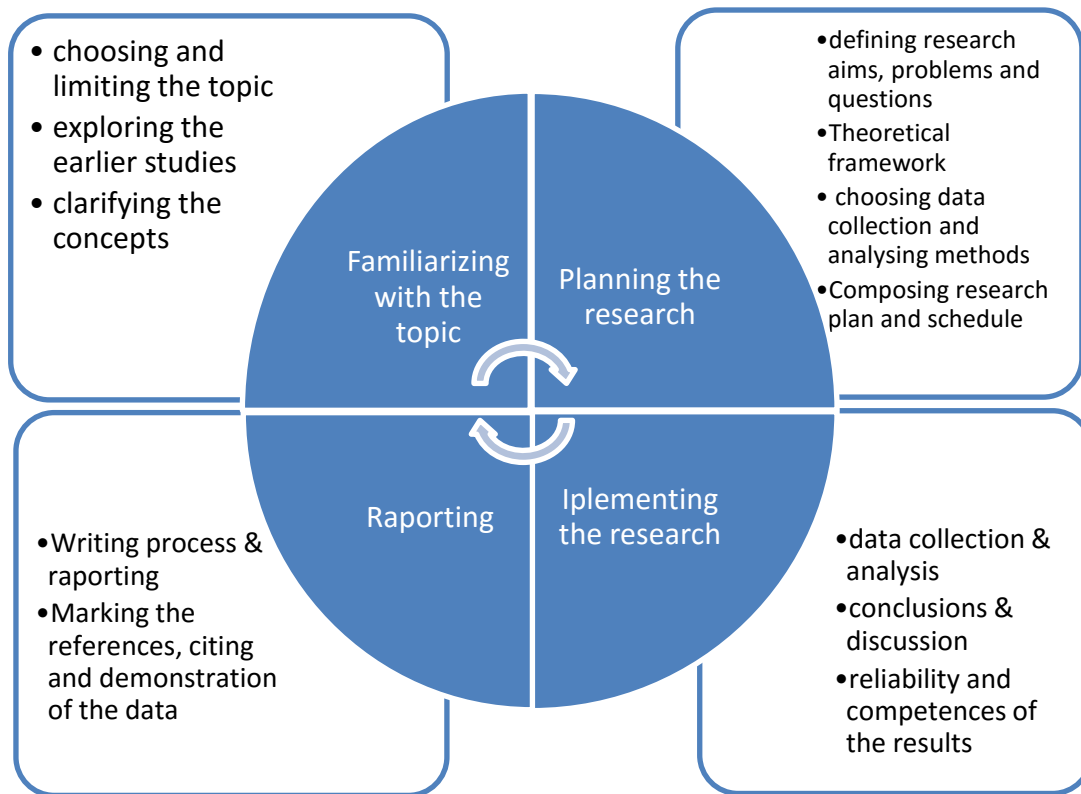 • choosing and
limiting the topic
• exploring the
earlier studies
• clarifying the
concepts
•defining research
aims, problems and
questions
•Theoretical
framework
• choosing data
collection and
analysing methods
•Composing research
plan and schedule
Familiarizing
with the
topic
Planning the
research
Raporting
Iplementing
the research
•Writing process &
raporting
•Marking the
references, citing
and demonstration
of the data
•data collection &
analysis
•conclusions &
discussion
•reliability and
competences of
the results